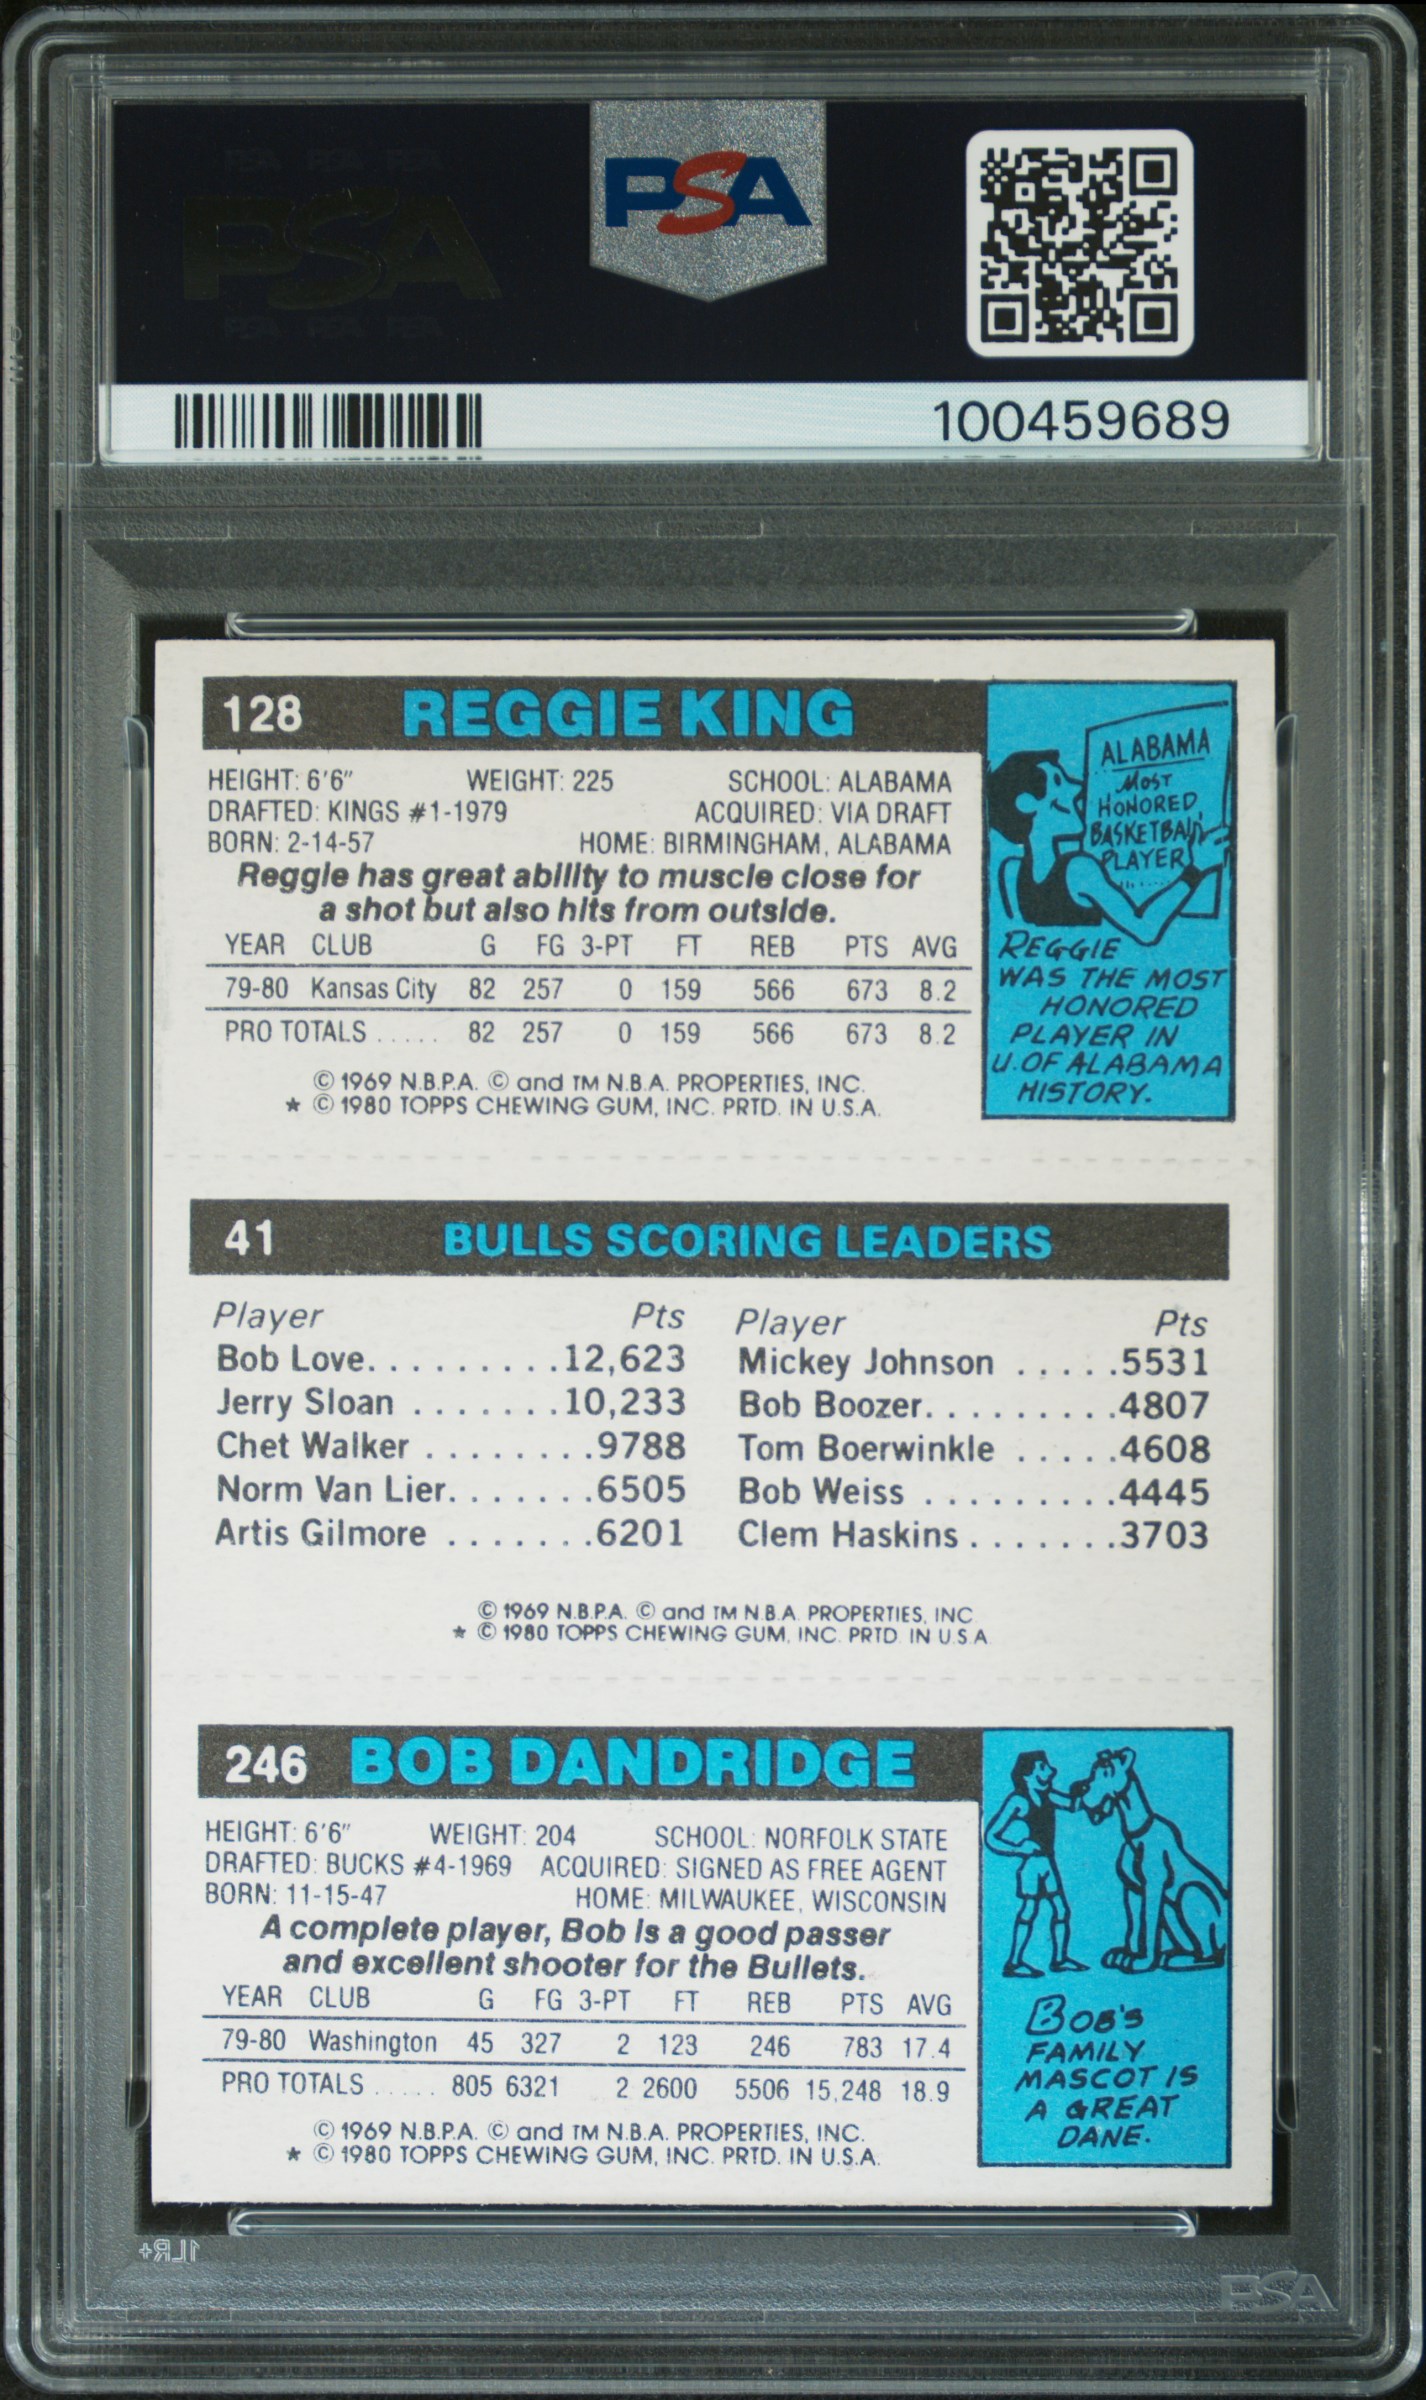 PSA PSA PSA
PSA
PSA PSA PSA
PSA
100459689
128 REGGIE KING
HEIGHT: 6'6" WEIGHT: 225 SCHOOL: ALABAMA
DRAFTED: KINGS #1-1979 ACQUIRED: VIA DRAFT
BORN: 2-14-57 HOME: BIRMINGHAM, ALABAMA
Reggie has great ability to muscle close for
a shot but also hits from outside.
YEAR CLUB G FG 3-PT FT REB PTS AVG
79-80 Kansas City 82 257 0 159 566 673 8.2
PRO TOTALS ..... 82 257 0 159 566 673 8.2
© 1969 N.B.P.A. © and TM N.B.A. PROPERTIES, INC.
★ © 1980 TOPPS CHEWING GUM, INC. PRTD. IN U.S.A.
ALABAMA
MOST
HONORED
BASKETBALL
PLAYER
REGGIE
WAS THE MOST
HONORED
PLAYER IN
U. OF ALABAMA
HISTORY.
41 BULLS SCORING LEADERS
Player Pts Player Pts
Bob Love.........12,623 Mickey Johnson .....5531
Jerry Sloan .......10,233 Bob Boozer.........4807
Chet Walker ........9788 Tom Boerwinkle .....4608
Norm Van Lier.......6505 Bob Weiss .........4445
Artis Gilmore .......6201 Clem Haskins.......3703
© 1969 N.B.P.A. © and TM N.B.A. PROPERTIES, INC
★ © 1980 TOPPS CHEWING GUM, INC. PRTD. IN U.S.A
246 BOB DANDRIDGE
HEIGHT: 6'6" WEIGHT: 204 SCHOOL: NORFOLK STATE
DRAFTED: BUCKS #4-1969 ACQUIRED: SIGNED AS FREE AGENT
BORN: 11-15-47 HOME: MILWAUKEE, WISCONSIN
A complete player, Bob is a good passer
and excellent shooter for the Bullets.
YEAR CLUB G FG 3-PT FT REB PTS AVG
79-80 Washington 45 327 2 123 246 783 17.4
PRO TOTALS ..... 805 6321 2 2600 5506 15,248 18.9
© 1969 N.B.P.A. © and TM N.B.A. PROPERTIES, INC.
★ © 1980 TOPPS CHEWING GUM, INC. PRTD. IN U.S.A.
BOB'S
FAMILY
MASCOT IS
A GREAT
DANE.
1LR+
PSA